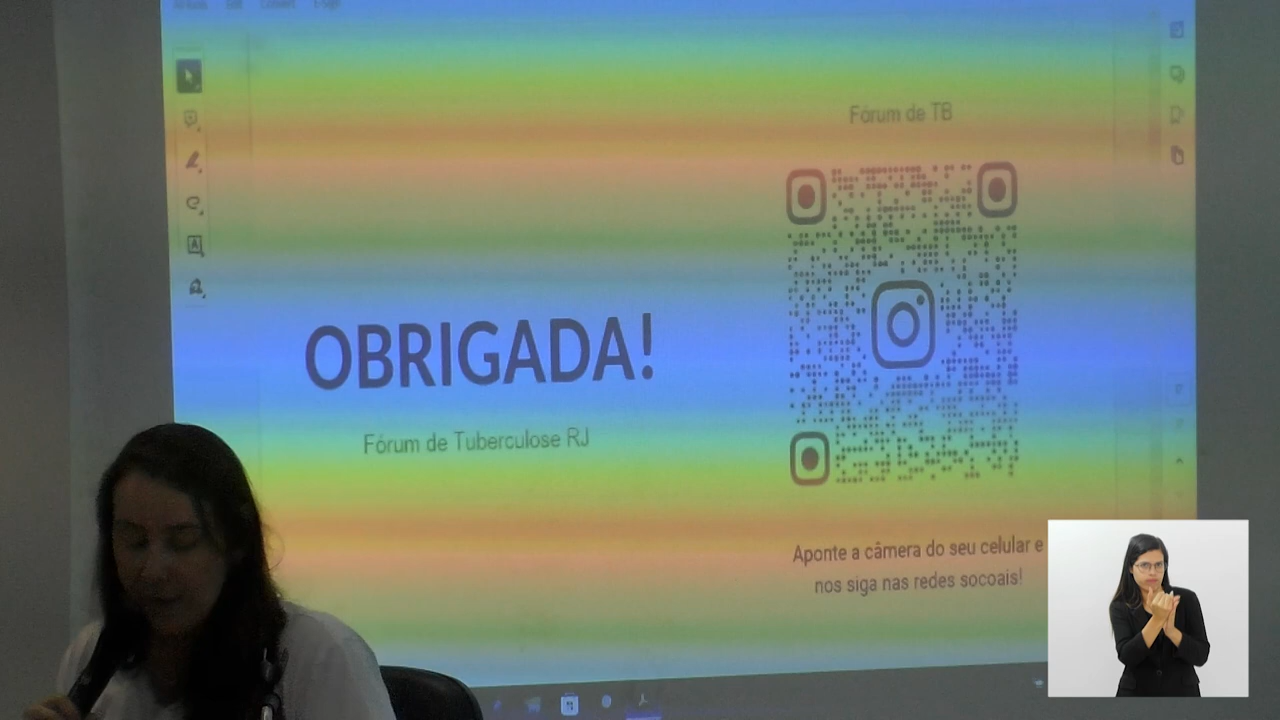 Fórum de TB
OBRIGADA!
Fórum de Tuberculose RJ
Aponte a câmera do seu celular e
nos siga nas redes socoais!